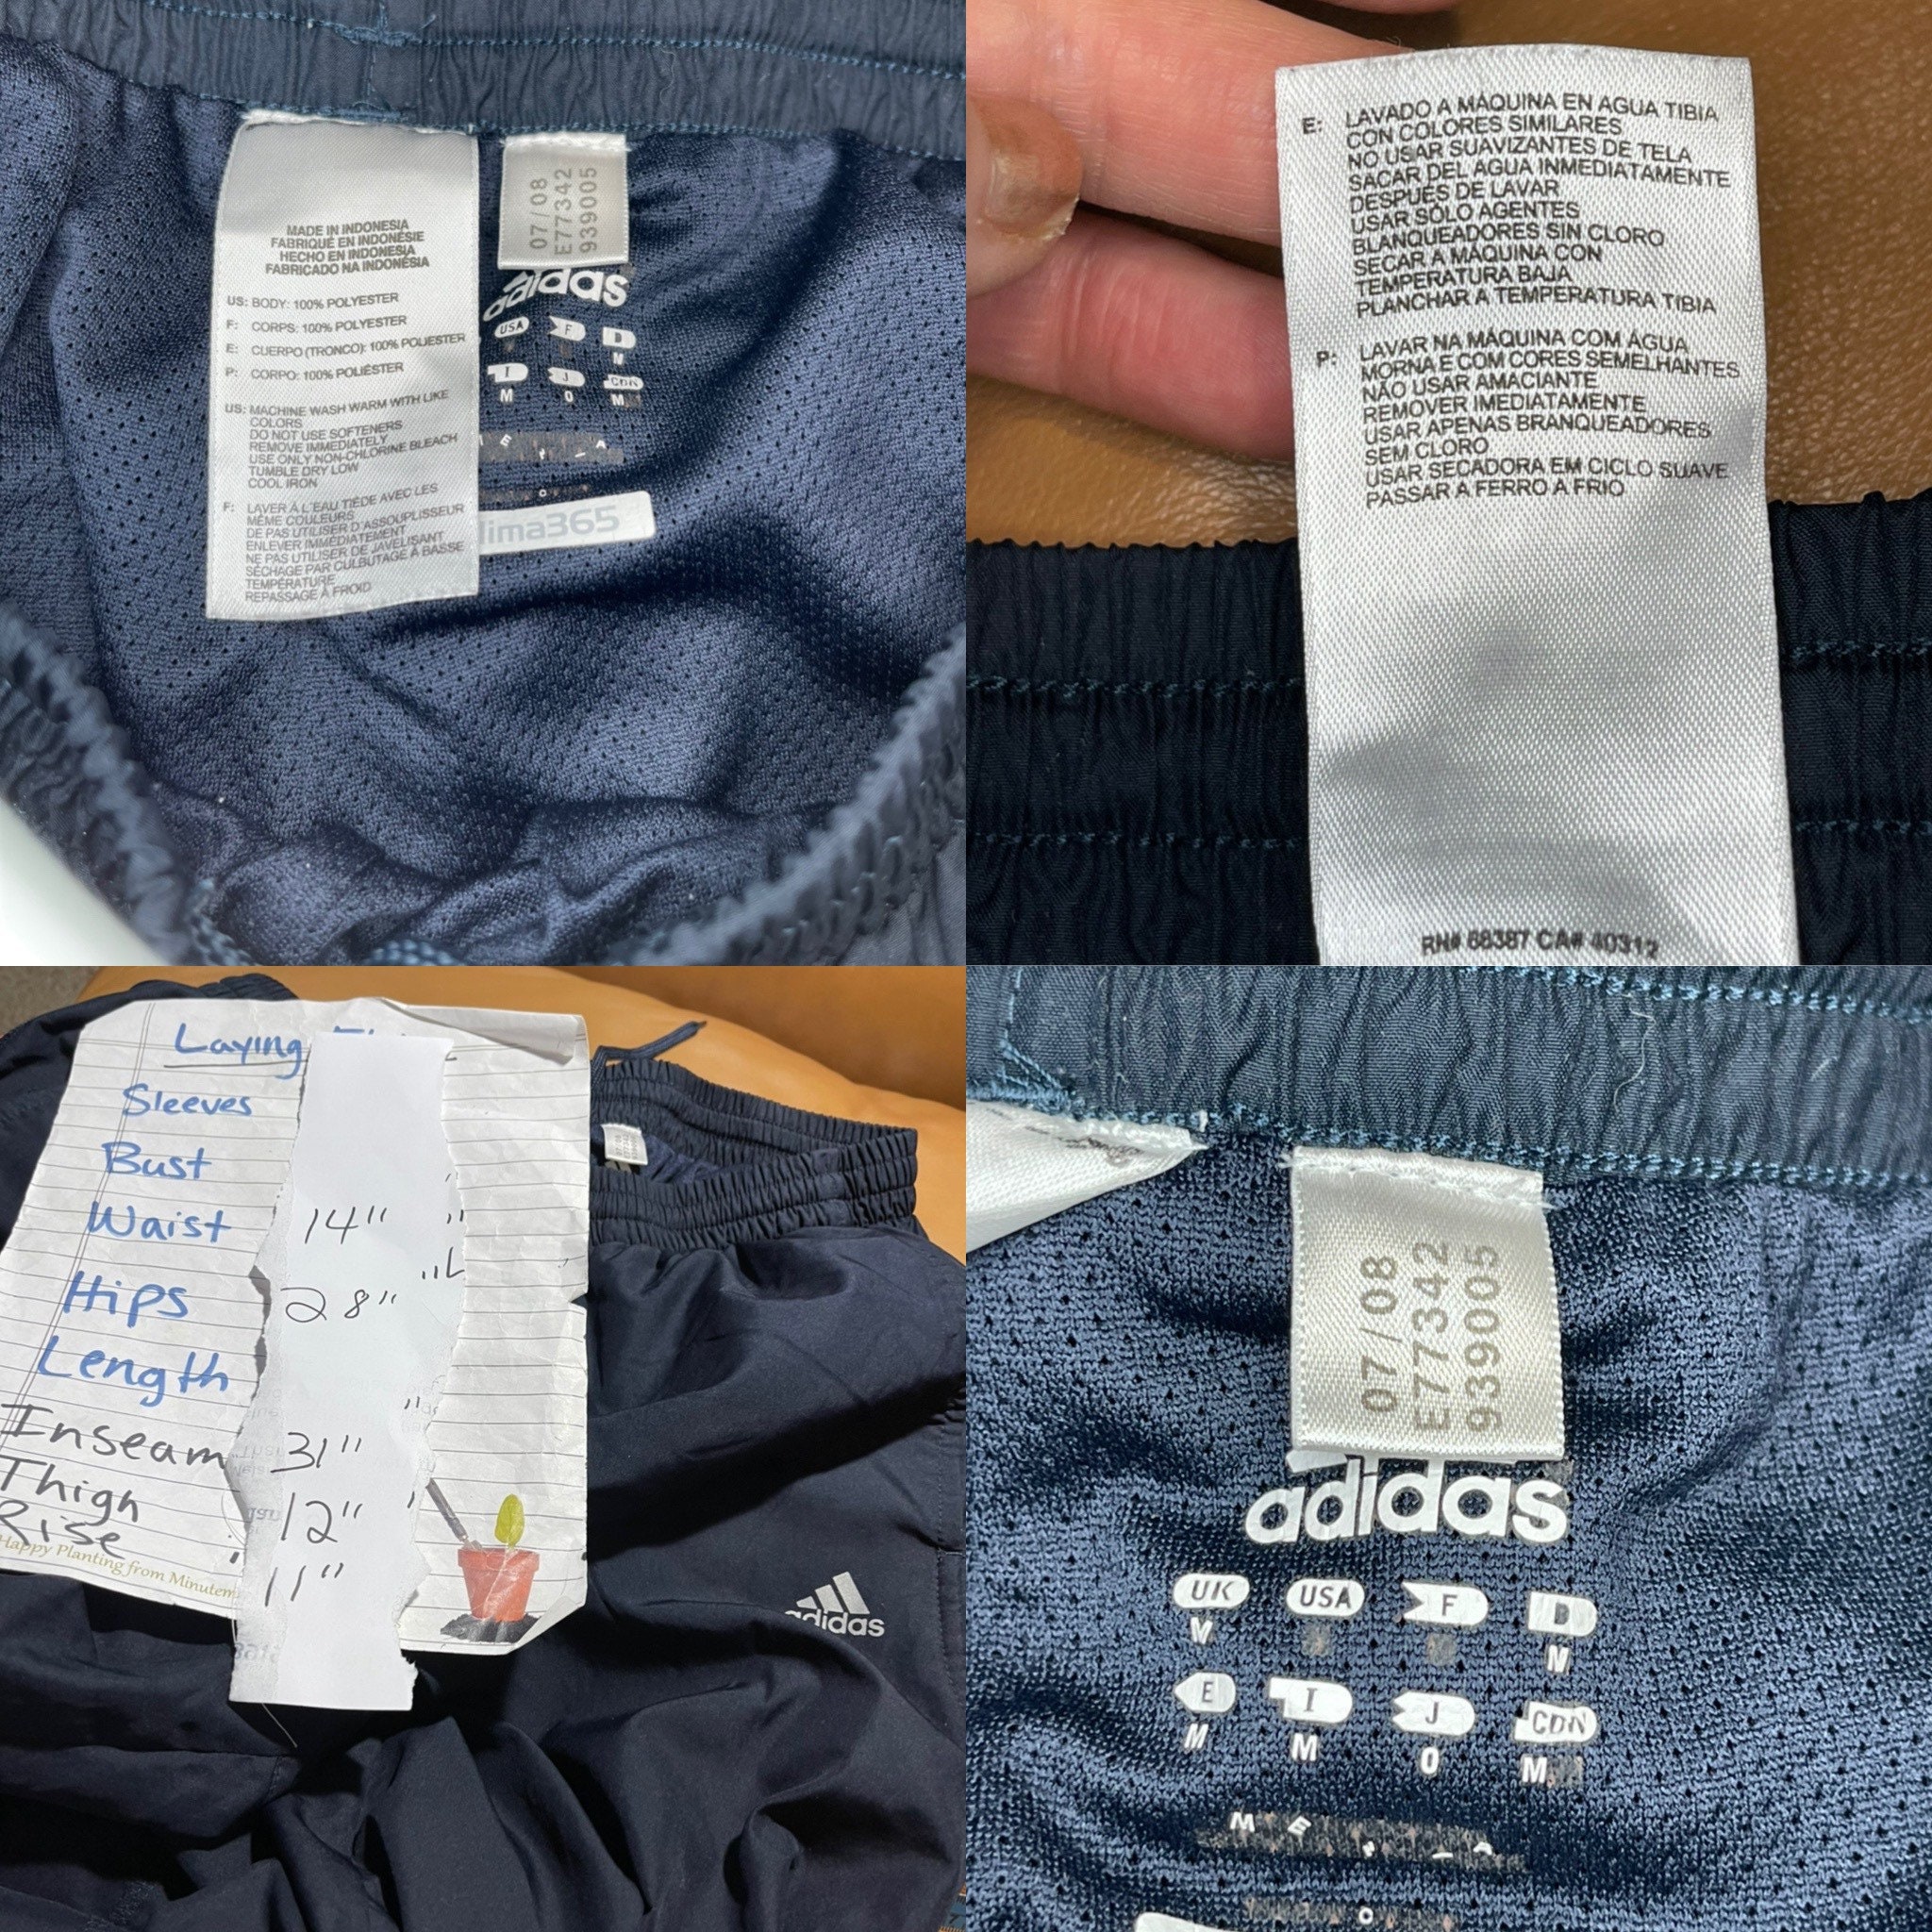 MADE IN INDONESIA
FABRIQUÉ EN INDONÉSIE
HECHO EN INDONESIA
FABRICADO NA INDONÉSIA
US: BODY: 100% POLYESTER
F: CORPS: 100% POLYESTER
E: CUERPO (TRONCO): 100% POLIESTER
P: CORPO: 100% POLIÉSTER
US: MACHINE WASH WARM WITH LIKE
COLORS
DO NOT USE SOFTENERS
REMOVE IMMEDIATELY
USE ONLY NON-CHLORINE BLEACH
TUMBLE DRY LOW
COOL IRON
F: LAVER À L'EAU TIÈDE AVEC LES
MÊME COULEURS
DE PAS UTILISER D'ASSOUPLISSEUR
ENLEVER IMMÉDIATEMENT
NE PAS UTILISER DE JAVELISANT
SÉCHAGE PAR CULBUTAGE À BASSE
TEMPÉRATURE
REPASSAGE À FROID
07/08
E77342
939005
adidas
USA F D
M
I J CDN
M O M
lima365
E: LAVADO A MÁQUINA EN AGUA TIBIA
CON COLORES SIMILARES
NO USAR SUAVIZANTES DE TELA
SACAR DEL AGUA INMEDIATAMENTE
DESPUÉS DE LAVAR
USAR SÓLO AGENTES
BLANQUEADORES SIN CLORO
SECAR A MÁQUINA CON
TEMPERATURA BAJA
PLANCHAR A TEMPERATURA TIBIA
P: LAVAR NA MÁQUINA COM ÁGUA
MORNA E COM CORES SEMELHANTES
NÃO USAR AMACIANTE
REMOVER IMEDIATAMENTE
USAR APENAS BRANQUEADORES
SEM CLORO
USAR SECADORA EM CICLO SUAVE
PASSAR A FERRO A FRIO
RN# 68387 CA# 40312
Laying
Sleeves
Bust
Waist 14"
Hips 28"
Length
Inseam 31"
Thigh 12"
Rise 11"
Happy Planting from Minutem
adidas
07/08
E77342
939005
adidas
UK USA F D
M M
E I J CDN
M M O M